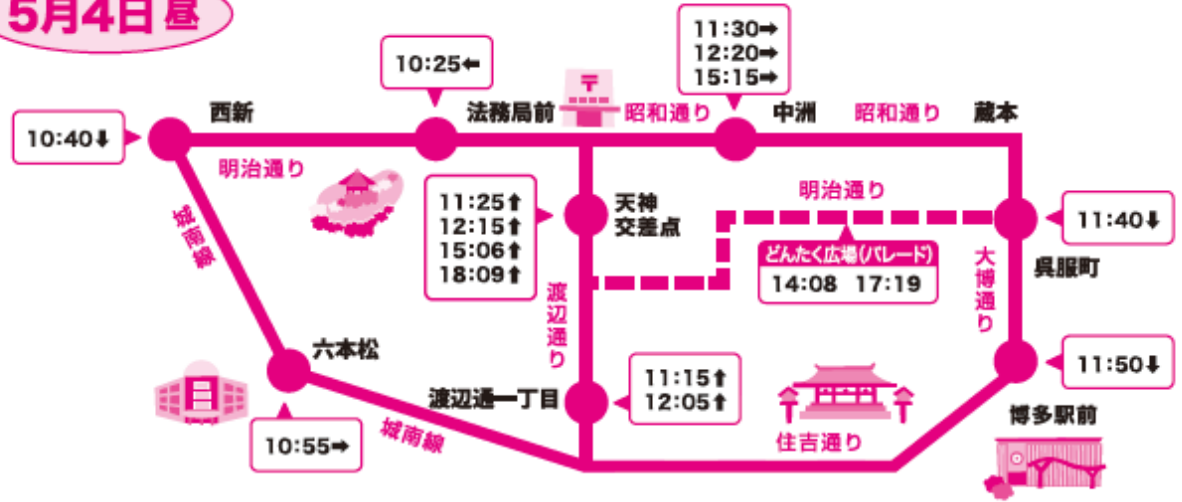 5月4日昼
11:30➡
12:20➡
15:15➡
10:25⬅
西新
法務局前
〒
昭和通り
中洲
昭和通り
蔵本
10:40⬇
明治通り
明治通り
城南線
11:25⬆
12:15⬆
15:06⬆
18:09⬆
天神
交差点
11:40⬇
どんたく広場(パレード)
14:08 17:19
大博通り
呉服町
渡辺通り
六本松
11:15⬆
12:05⬆
11:50⬇
渡辺通一丁目
博多駅前
城南線
住吉通り
10:55➡